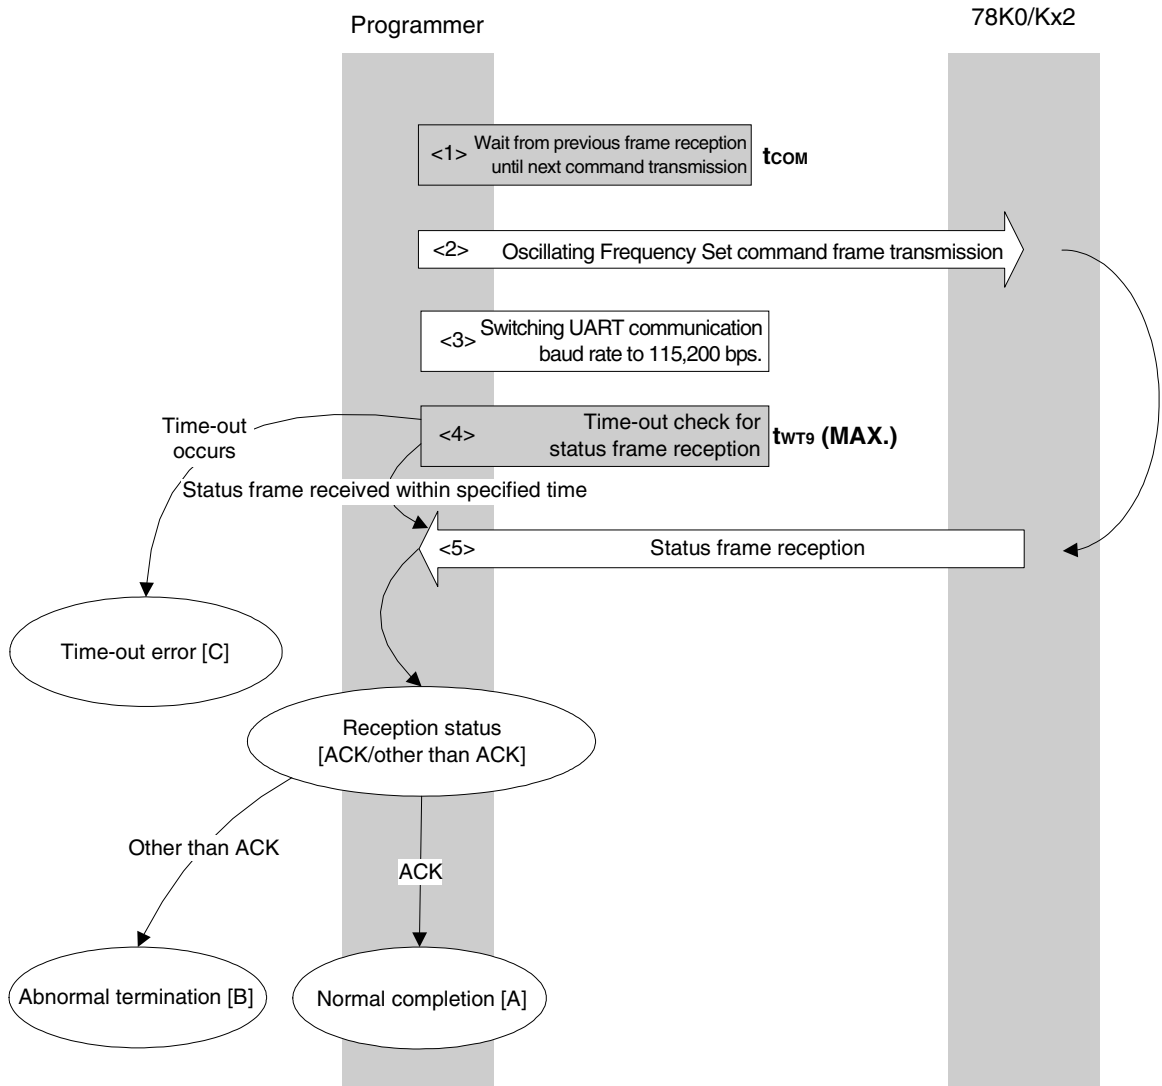 Programmer
78K0/Kx2
<1> Wait from previous frame reception
until next command transmission
tCOM
<2> Oscillating Frequency Set command frame transmission
<3> Switching UART communication
baud rate to 115,200 bps.
Time-out
occurs
<4> Time-out check for
status frame reception
tWT9 (MAX.)
Status frame received within specified time
<5> Status frame reception
Time-out error [C]
Reception status
[ACK/other than ACK]
Other than ACK
ACK
Abnormal termination [B]
Normal completion [A]